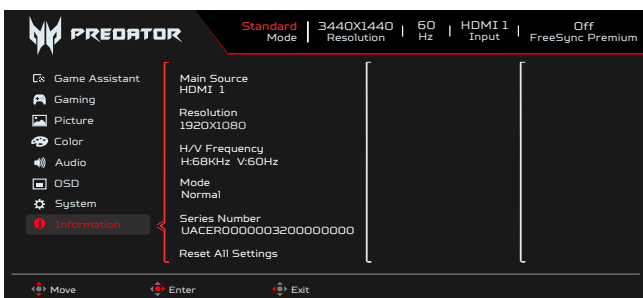 PREDATOR
Standard Mode
3440X1440 Resolution
60 Hz
HDMI 1 Input
Off FreeSync Premium
Game Assistant
Gaming
Picture
Color
Audio
OSD
System
Information
Main Source
HDMI 1
Resolution
1920X1080
H/V Frequency
H:68KHz V:60Hz
Mode
Normal
Series Number
UACER0000003200000000
Reset All Settings
Move
Enter
Exit